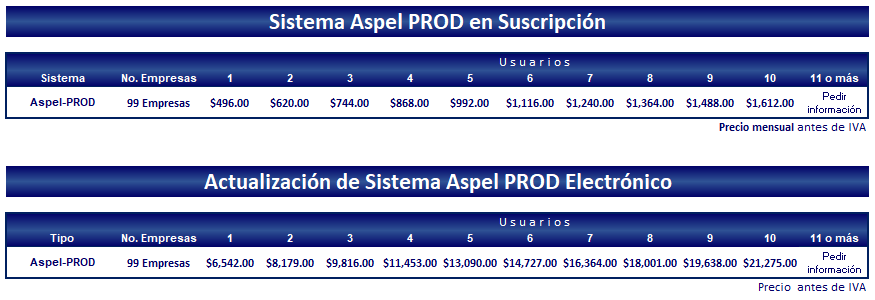 Sistema Aspel PROD en Suscripción
Usuarios
Sistema No. Empresas 1 2 3 4 5 6 7 8 9 10 11 o más
Aspel-PROD 99 Empresas $496.00 $620.00 $744.00 $868.00 $992.00 $1,116.00 $1,240.00 $1,364.00 $1,488.00 $1,612.00 Pedir información
Precio mensual antes de IVA
Actualización de Sistema Aspel PROD Electrónico
Usuarios
Tipo No. Empresas 1 2 3 4 5 6 7 8 9 10 11 o más
Aspel-PROD 99 Empresas $6,542.00 $8,179.00 $9,816.00 $11,453.00 $13,090.00 $14,727.00 $16,364.00 $18,001.00 $19,638.00 $21,275.00 Pedir información
Precio antes de IVA